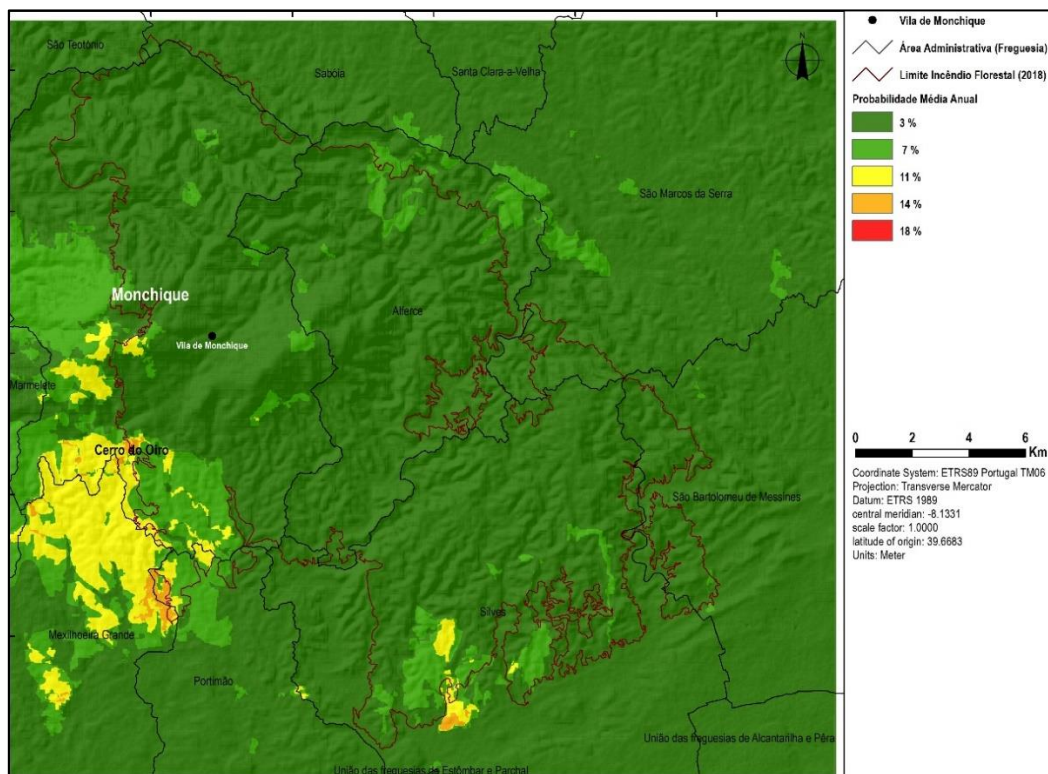 São Teotónio
Sabóia
Santa Clara-a-Velha
São Marcos da Serra
Monchique
Alferce
Vila de Monchique
Marmelete
Cerro do Oiro
São Bartolomeu de Messines
Silves
Mexilhoeira Grande
Portimão
União das freguesias de Alcantarilha e Pêra
União das freguesias de Estômbar e Parchal
N
Vila de Monchique
Área Administrativa (Freguesia)
Limite Incêndio Florestal (2018)
Probabilidade Média Anual
3 %
7 %
11 %
14 %
18 %
0 2 4 6
Km
Coordinate System: ETRS89 Portugal TM06
Projection: Transverse Mercator
Datum: ETRS 1989
central meridian: -8.1331
scale factor: 1.0000
latitude of origin: 39.6683
Units: Meter